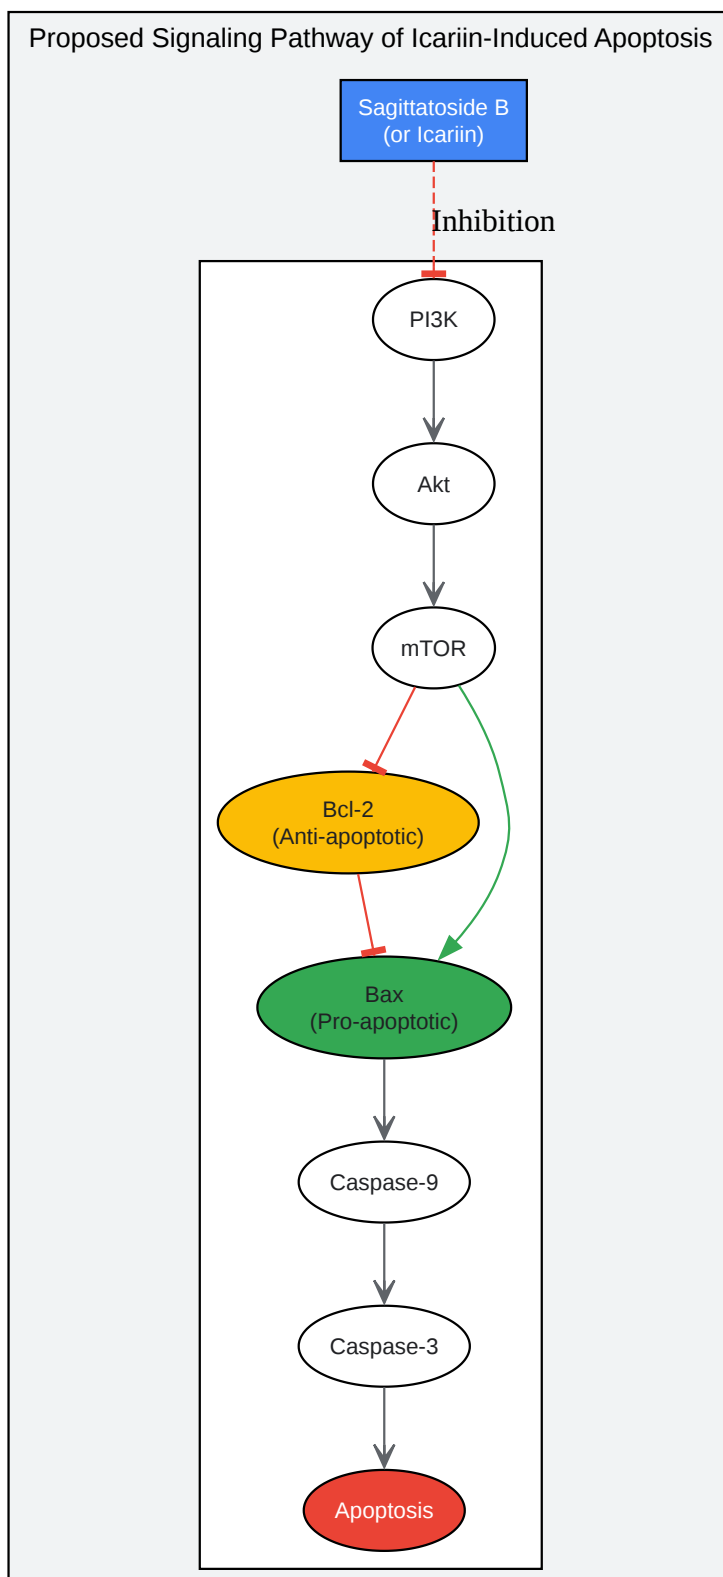 Proposed Signaling Pathway of Icariin-Induced Apoptosis
Sagittatoside B
(or Icariin)
Inhibition
PI3K
Akt
mTOR
Bcl-2
(Anti-apoptotic)
Bax
(Pro-apoptotic)
Caspase-9
Caspase-3
Apoptosis